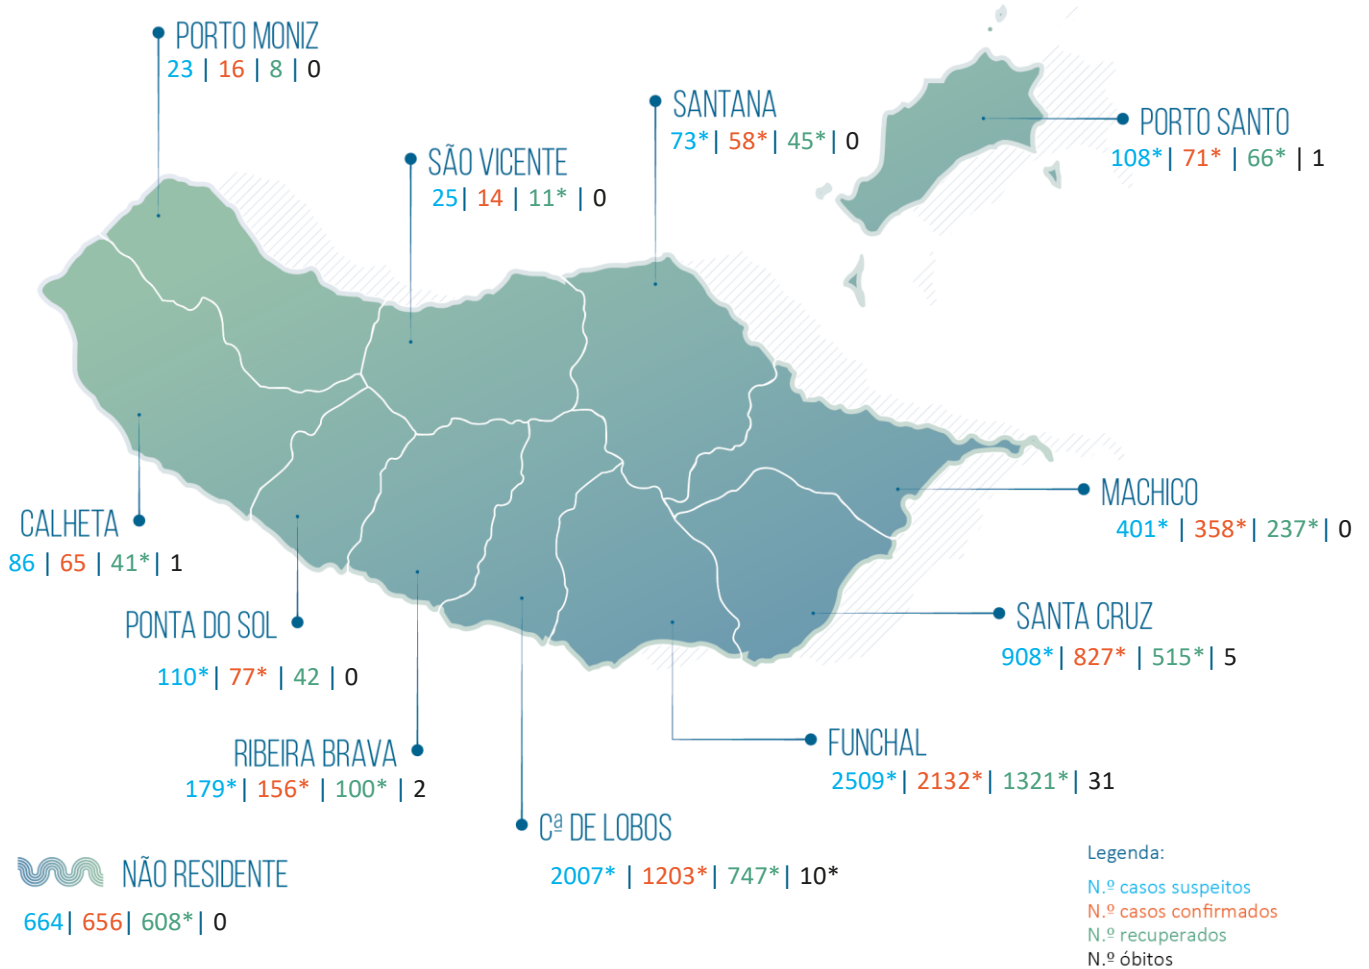 PORTO MONIZ
23 | 16 | 8 | 0
SANTANA
73*| 58*| 45*| 0
PORTO SANTO
108*| 71* | 66* | 1
SÃO VICENTE
25| 14 | 11* | 0
MACHICO
401* | 358*| 237*| 0
CALHETA
86 | 65 | 41*| 1
PONTA DO SOL
110*| 77* | 42 | 0
SANTA CRUZ
908*| 827* | 515*| 5
RIBEIRA BRAVA
179*| 156* | 100* | 2
FUNCHAL
2509*| 2132*| 1321*| 31
Cª DE LOBOS
2007* | 1203*| 747*| 10*
NÃO RESIDENTE
664| 656| 608*| 0
Legenda:
N.º casos suspeitos
N.º casos confirmados
N.º recuperados
N.º óbitos